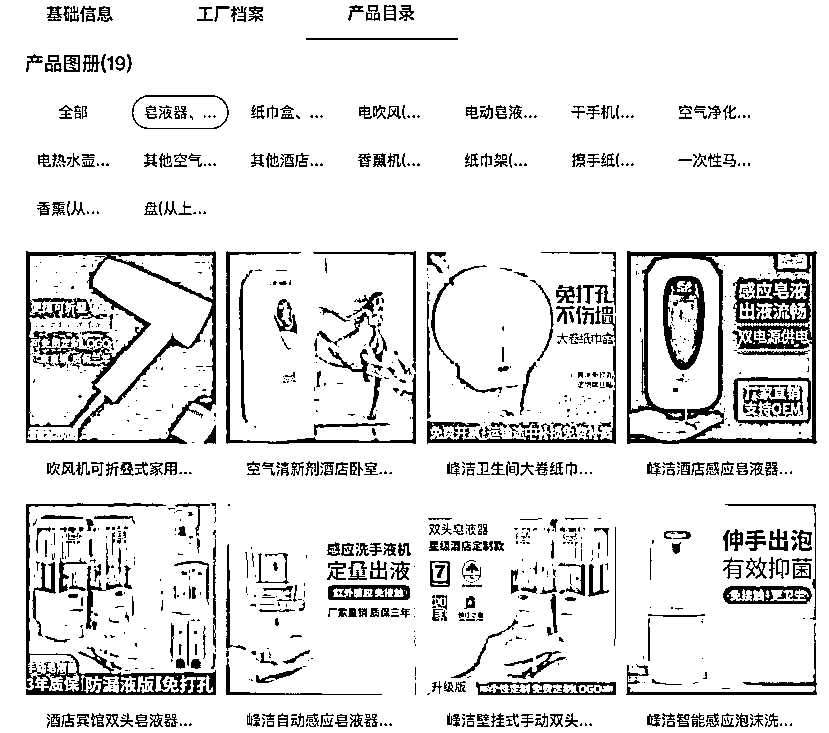 基础信息 工厂档案 产品目录
产品图册(19)
全部 皂液器、... 纸巾盒、... 电吹风(... 电动皂液... 干手机(... 空气净化...
电热水壶... 其他空气... 其他酒店... 香薰机(... 纸巾架(... 擦手纸(... 一次性马...
香熏(从... 盘(从上...
免打孔
不伤墙
大卷纸巾盒
感应皂液
出液流畅
双电源供电
厂家直销
支持OEM
吹风机可折叠式家用... 空气清新剂酒店卧室... 峰洁卫生间大卷纸巾... 峰洁酒店感应皂液器...
3年质保 防漏液版 免打孔
感应洗手液机
定量出液
厂家直销 质保三年
双头皂液器
星级酒店定制款
7
升级版
伸手出泡
有效抑菌
免接触 更卫生
酒店宾馆双头皂液器... 峰洁自动感应皂液器... 峰洁壁挂式手动双头... 峰洁智能感应泡沫洗...